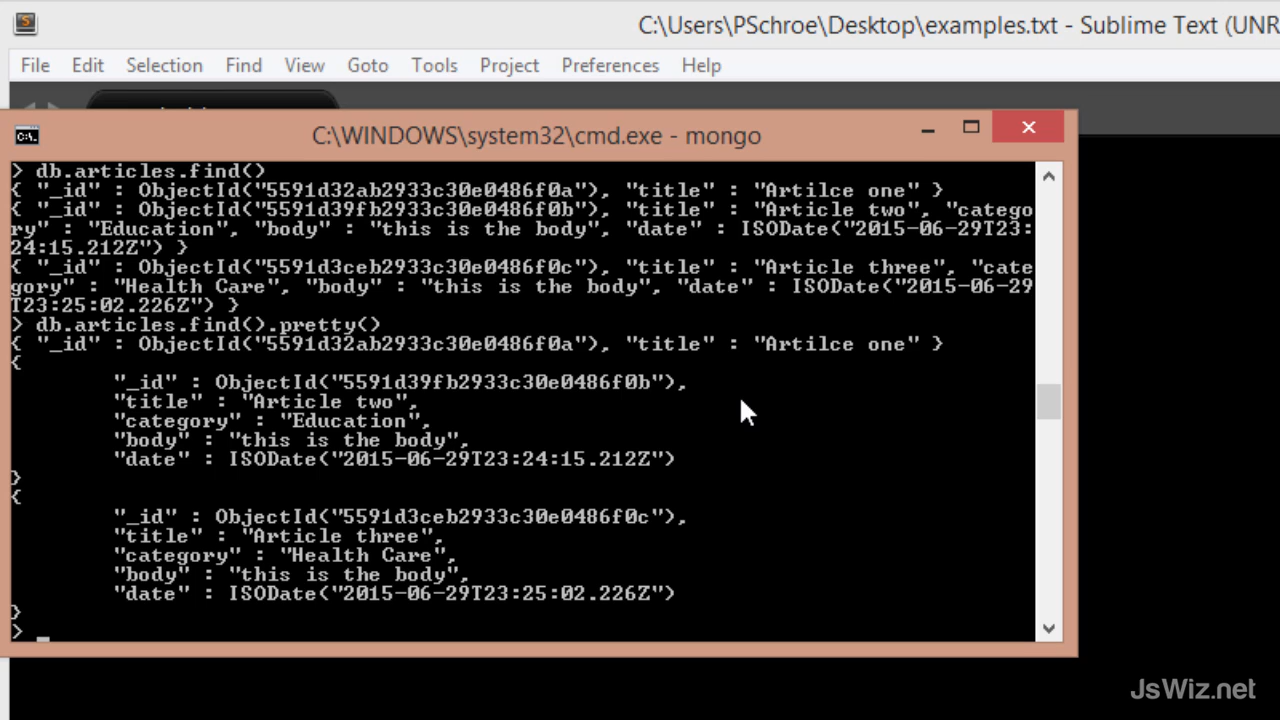 C:\Users\PSchroe\Desktop\examples.txt - Sublime Text (UNR
File Edit Selection Find View Goto Tools Project Preferences Help
C:\WINDOWS\system32\cmd.exe - mongo
> db.articles.find()
{ "_id" : ObjectId("5591d32ab2933c30e0486f0a"), "title" : "Artilce one" }
{ "_id" : ObjectId("5591d39fb2933c30e0486f0b"), "title" : "Article two", "catego
ry" : "Education", "body" : "this is the body", "date" : ISODate("2015-06-29T23:
24:15.212Z") }
{ "_id" : ObjectId("5591d3ceb2933c30e0486f0c"), "title" : "Article three", "cate
gory" : "Health Care", "body" : "this is the body", "date" : ISODate("2015-06-29
T23:25:02.226Z") }
> db.articles.find().pretty()
{ "_id" : ObjectId("5591d32ab2933c30e0486f0a"), "title" : "Artilce one" }
{
"_id" : ObjectId("5591d39fb2933c30e0486f0b"),
"title" : "Article two",
"category" : "Education",
"body" : "this is the body",
"date" : ISODate("2015-06-29T23:24:15.212Z")
}
{
"_id" : ObjectId("5591d3ceb2933c30e0486f0c"),
"title" : "Article three",
"category" : "Health Care",
"body" : "this is the body",
"date" : ISODate("2015-06-29T23:25:02.226Z")
}
> _
JsWiz.net